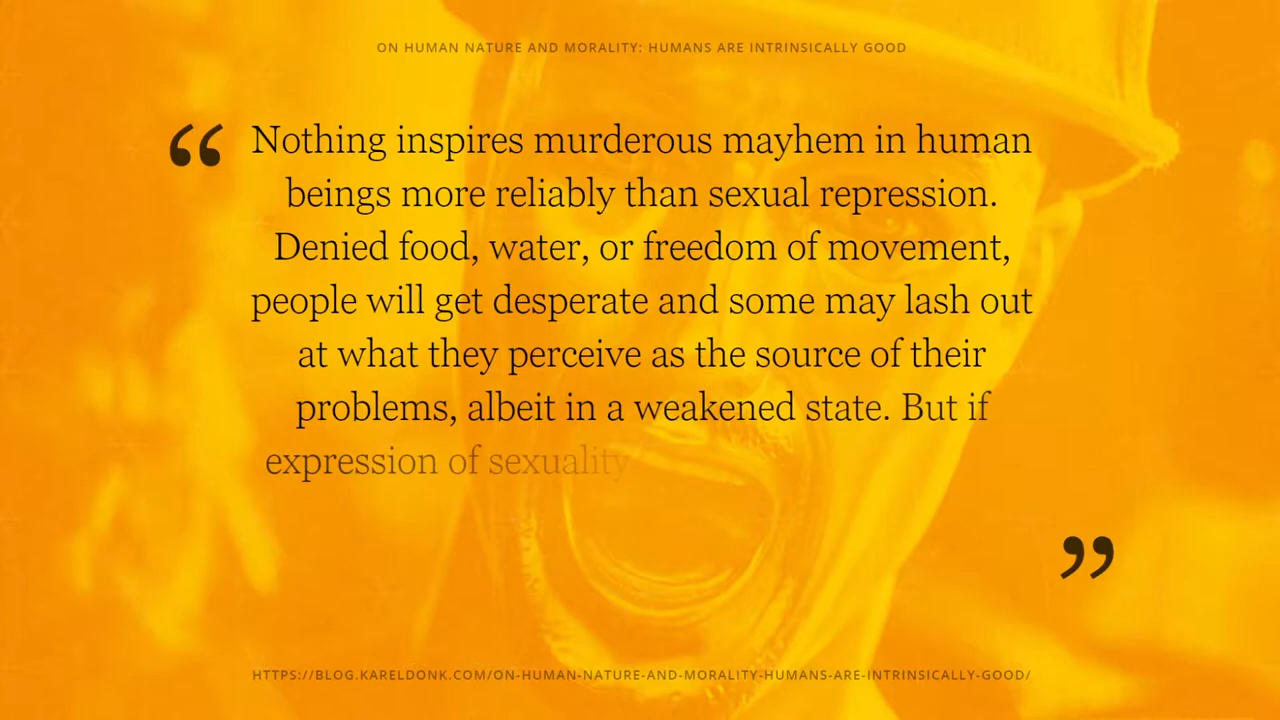 ON HUMAN NATURE AND MORALITY: HUMANS ARE INTRINSICALLY GOOD
“ Nothing inspires murderous mayhem in human
beings more reliably than sexual repression.
Denied food, water, or freedom of movement,
people will get desperate and some may lash out
at what they perceive as the source of their
problems, albeit in a weakened state. But if
expression of sexuality
”
HTTPS://BLOG.KARELDONK.COM/ON-HUMAN-NATURE-AND-MORALITY-HUMANS-ARE-INTRINSICALLY-GOOD/